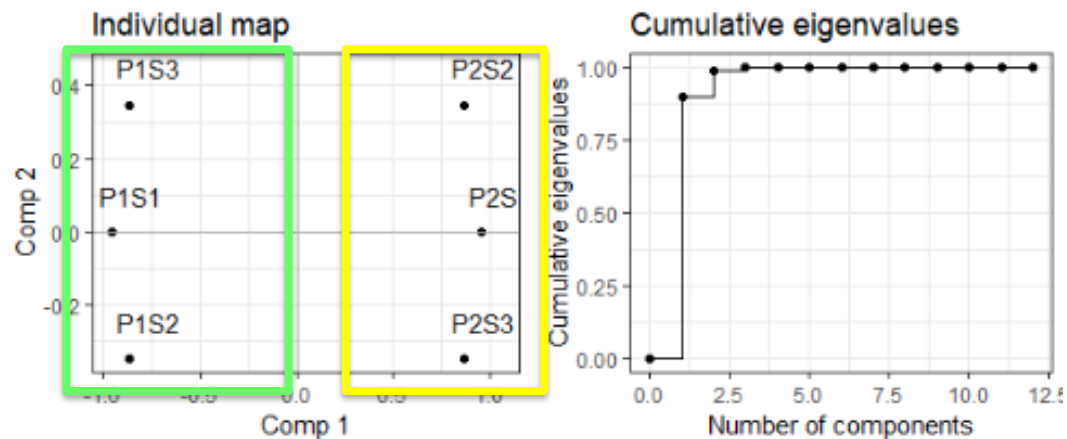 Individual map
P1S3
P2S2
P1S1
P2S
P1S2
P2S3
0.4
0.2
0.0
-0.2
-1.0
-0.5
0.0
0.5
1.0
Comp 2
Comp 1
Cumulative eigenvalues
Cumulative eigenvalues
1.00
0.75
0.50
0.25
0.00
0.0
2.5
5.0
7.5
10.0
12.5
Number of components